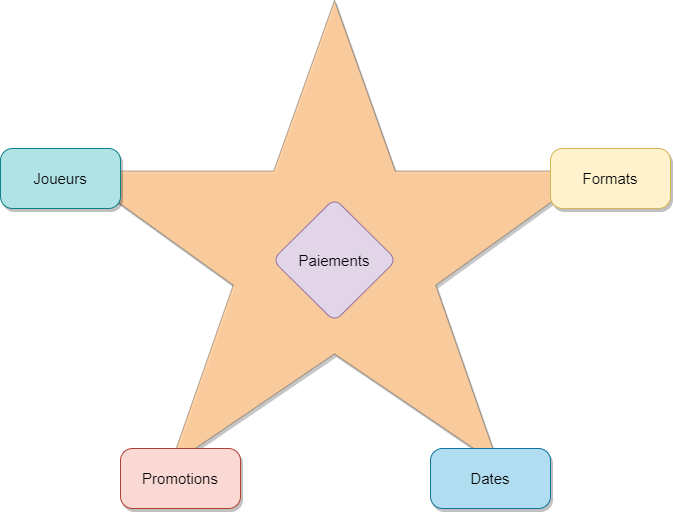 Joueurs
Formats
Paiements
Promotions
Dates